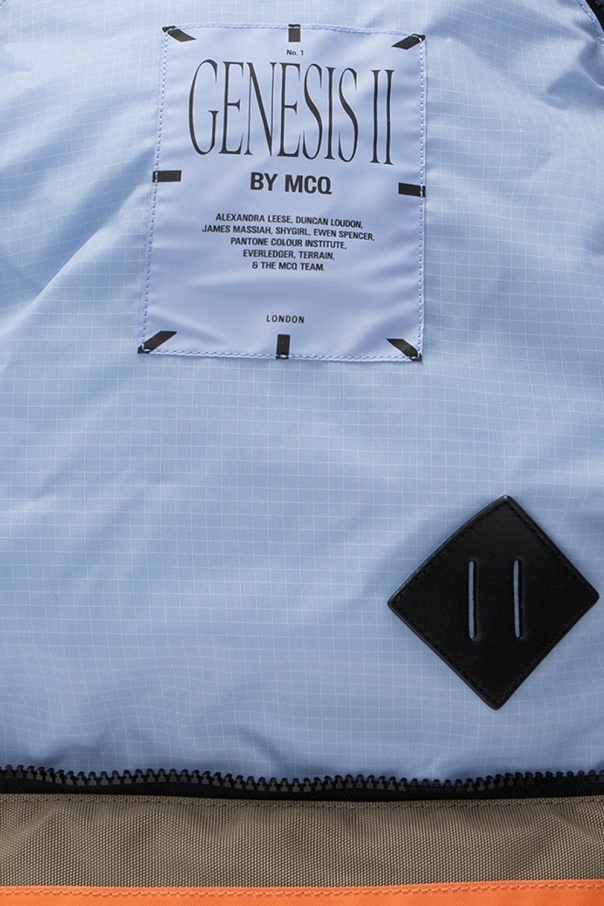 No. 1
GENESIS II
BY MCQ
ALEXANDRA LEESE, DUNCAN LOUDON,
JAMES MASSIAH, SHYGIRL, EWEN SPENCER,
PANTONE COLOUR INSTITUTE,
EVERLEDGER, TERRAIN,
& THE MCQ TEAM.
LONDON